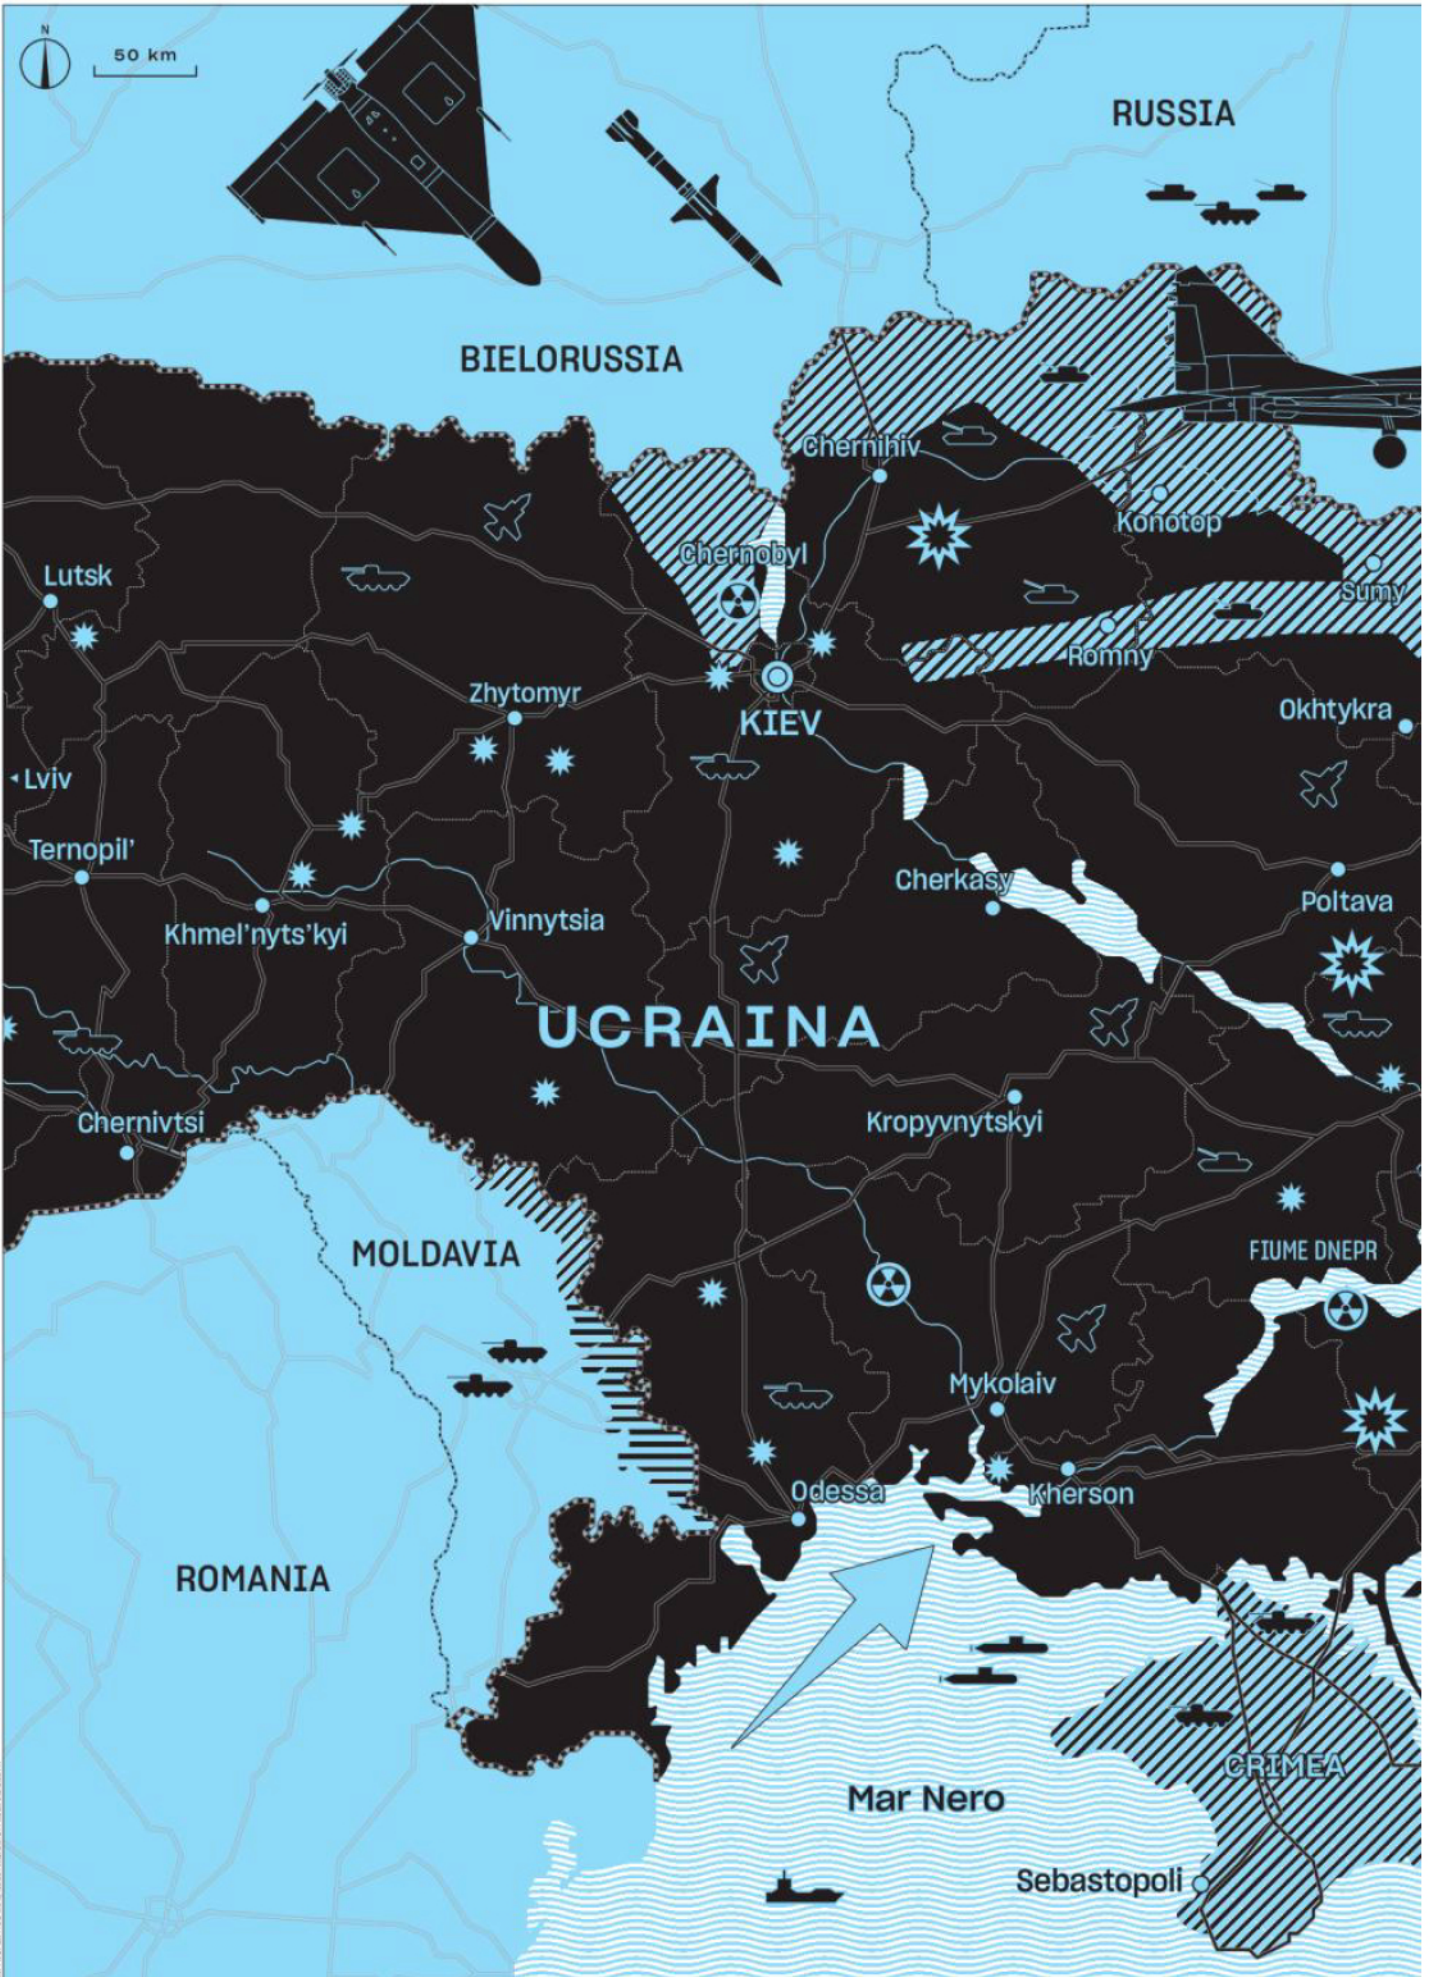 N
50 km
RUSSIA
BIELORUSSIA
Chernihiv
Konotop
Chernobyl
Lutsk
Sumy
Romny
Zhytomyr
KIEV
Okhtykra
Lviv
Ternopil’
Cherkasy
Poltava
Khmel’nyts’kyi
Vinnytsia
UCRAINA
Chernivtsi
Kropyvnytskyi
MOLDAVIA
FIUME DNEPR
Mykolaiv
Odessa
Kherson
ROMANIA
CRIMEA
Mar Nero
Sebastopoli